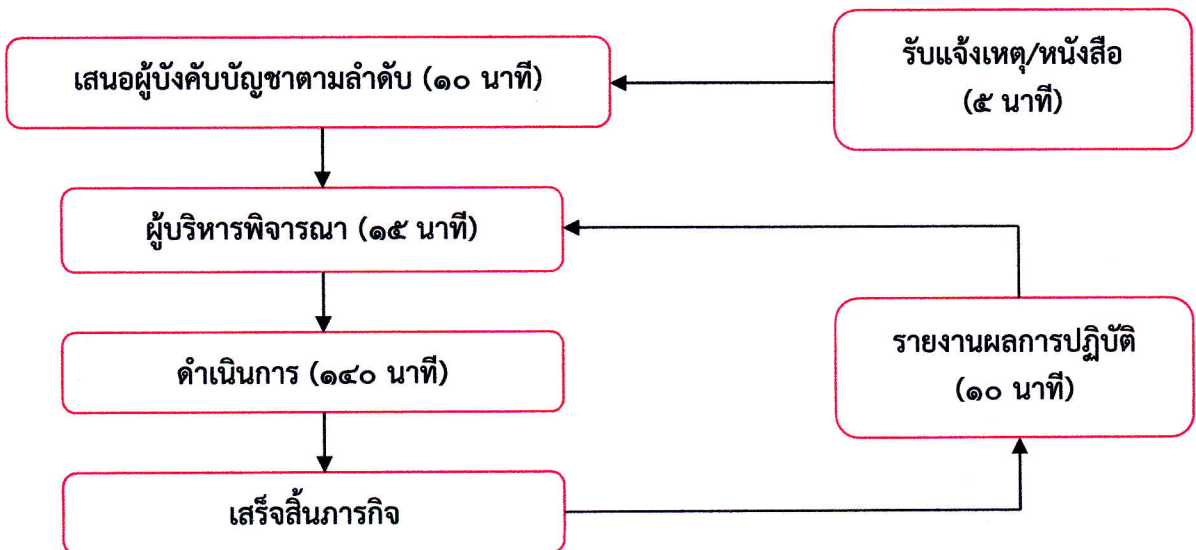 รับแจ้งเหตุ/หนังสือ
(๕ นาที)
เสนอผู้บังคับบัญชาตามลำดับ (๑๐ นาที)
ผู้บริหารพิจารณา (๑๕ นาที)
ดำเนินการ (๑๔๐ นาที)
เสร็จสิ้นภารกิจ
รายงานผลการปฏิบัติ
(๑๐ นาที)